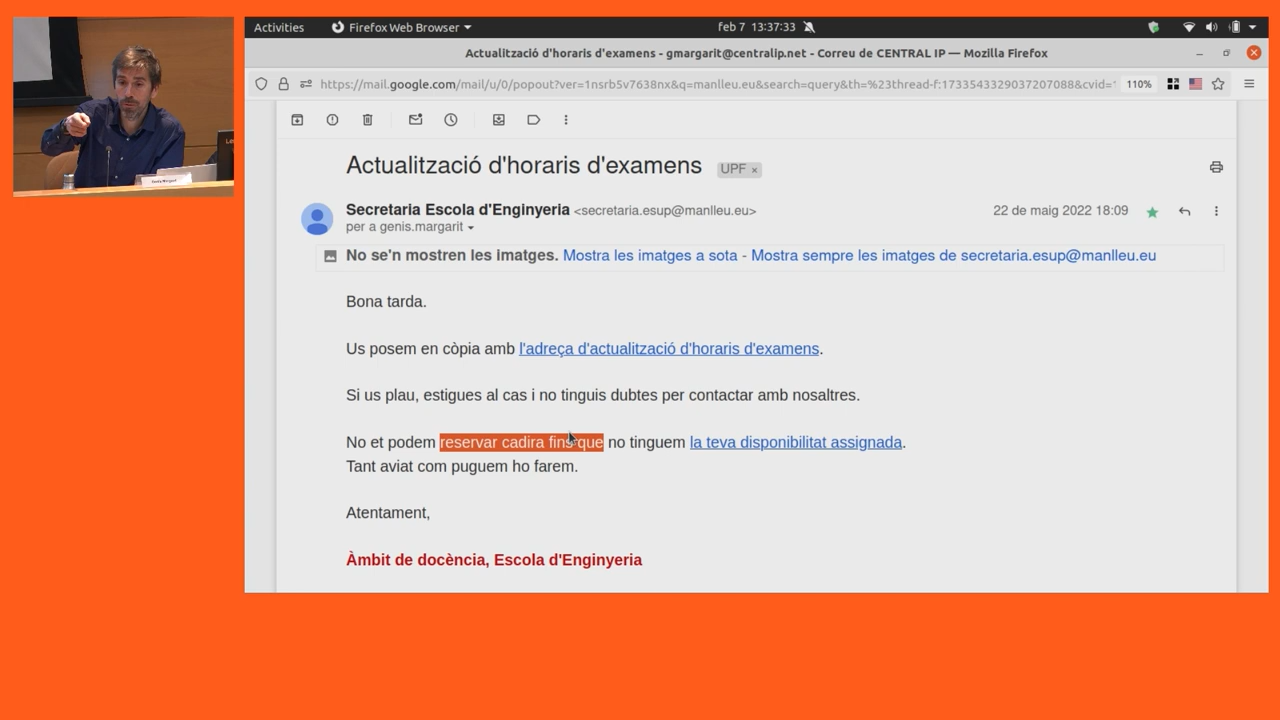 Activities
Firefox Web Browser
feb 7 13:37:33
Actualització d'horaris d'examens - gmargarit@centralip.net - Correu de CENTRAL IP — Mozilla Firefox
https://mail.google.com/mail/u/0/popout?ver=1nsrb5v7638nx&q=manlleu.eu&search=query&th=%23thread-f:1733543329037207088&cvid=
110%
Actualització d'horaris d'examens
UPF ×
Secretaria Escola d'Enginyeria <secretaria.esup@manlleu.eu>
22 de maig 2022 18:09
per a genis.margarit
No se'n mostren les imatges. Mostra les imatges a sota - Mostra sempre les imatges de secretaria.esup@manlleu.eu
Bona tarda.
Us posem en còpia amb l'adreça d'actualització d'horaris d'examens.
Si us plau, estigues al cas i no tinguis dubtes per contactar amb nosaltres.
No et podem reservar cadira fins que no tinguem la teva disponibilitat assignada.
Tant aviat com puguem ho farem.
Atentament,
Àmbit de docència, Escola d'Enginyeria